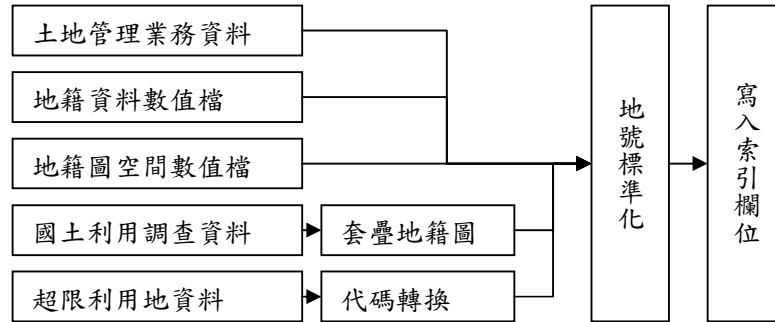 土地管理業務資料
地籍資料數值檔
地籍圖空間數值檔
國土利用調查資料
套疊地籍圖
超限利用地資料
代碼轉換
地號標準化
寫入索引欄位